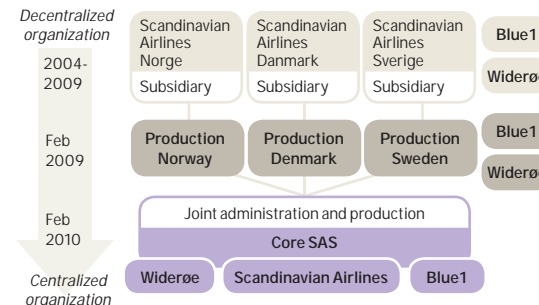 Decentralized
organization
2004-
2009
Scandinavian
Airlines
Norge
Subsidiary
Scandinavian
Airlines
Danmark
Subsidiary
Scandinavian
Airlines
Sverige
Subsidiary
Blue1
Widerø
Feb
2009
Production
Norway
Production
Denmark
Production
Sweden
Blue1
Widerø
Feb
2010
Joint administration and production
Core SAS
Widerøe
Scandinavian Airlines
Blue1
Centralized
organization